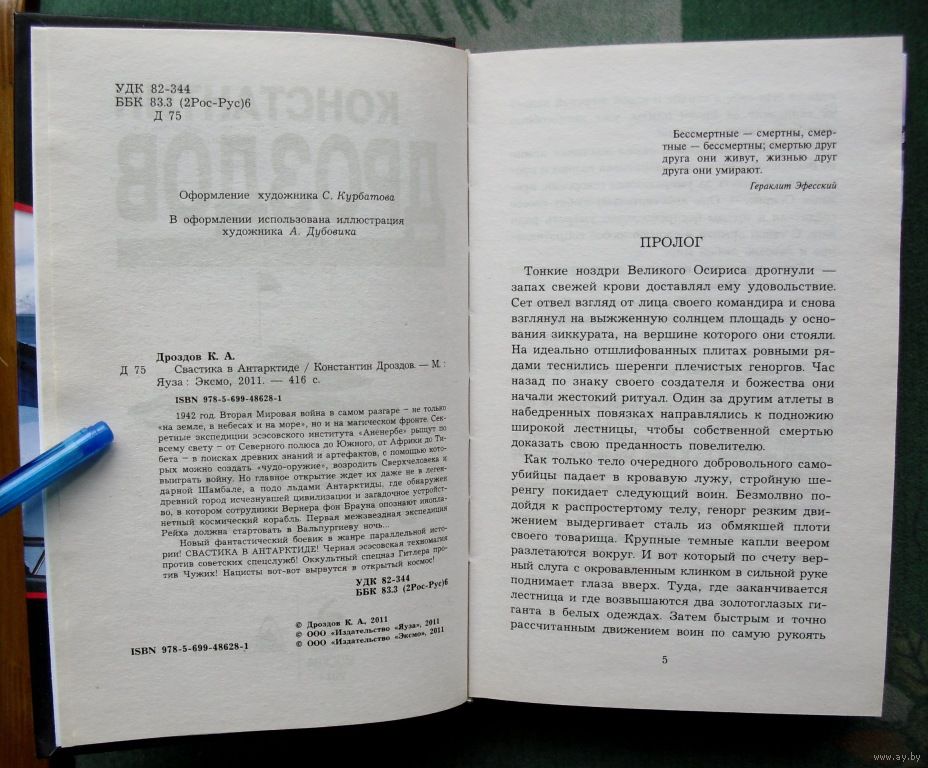 УДК 82-344
ББК 83.3 (2Рос-Рус)6
Д 75
КОНСТАНТИН
ДРОЗДОВ
Оформление художника С. Курбатова
В оформлении использована иллюстрация
художника А. Дубовика
Дроздов К. А.
Д 75 Свастика в Антарктиде / Константин Дроздов. — М. :
Яуза : Эксмо, 2011. — 416 с.
ISBN 978-5-699-48628-1
1942 год. Вторая Мировая война в самом разгаре – не только
«на земле, в небесах и на море», но и на магическом фронте. Сек-
ретные экспедиции эсэсовского института «Аненербе» рыщут по
всему свету – от Северного полюса до Южного, от Африки до Ти-
бета – в поисках древних знаний и артефактов, с помощью кото-
рых можно создать «чудо-оружие», возродить Сверхчеловека и
выиграть войну. Но главное открытие ждет их даже не в леген-
дарной Шамбале, а подо льдами Антарктиды, где обнаружен
древний город исчезнувшей цивилизации и загадочное устройст-
во, в котором сотрудники Вернера фон Брауна опознают инопла-
нетный космический корабль. Первая межзвездная экспедиция
Рейха должна стартовать в Вальпургиеву ночь...
Новый фантастический боевик в жанре параллельной исто-
рии! СВАСТИКА В АНТАРКТИДЕ! Черная эсэсовская техномагия
против советских спецслужб! Оккультный спецназ Гитлера про-
тив Чужих! Нацисты вот-вот вырвутся в открытый космос!
УДК 82-344
ББК 83.3 (2Рос-Рус)6
© Дроздов К. А., 2011
© ООО «Издательство «Яуза», 2011
© ООО «Издательство «Эксмо», 2011
ISBN 978-5-699-48628-1
Бессмертные — смертны, смер-
тные — бессмертны; смертью друг
друга они живут, жизнью друг
друга они умирают.
Гераклит Эфесский
ПРОЛОГ
Тонкие ноздри Великого Осириса дрогнули —
запах свежей крови доставлял ему удовольствие.
Сет отвел взгляд от лица своего командира и снова
взглянул на выжженную солнцем площадь у осно-
вания зиккурата, на вершине которого они стояли.
На идеально отшлифованных плитах ровными ря-
дами теснились шеренги плечистых геноргов. Час
назад по знаку своего создателя и божества они
начали жестокий ритуал. Один за другим атлеты в
набедренных повязках направлялись к подножию
широкой лестницы, чтобы собственной смертью
доказать свою преданность повелителю.
Как только тело очередного добровольного само-
убийцы падает в кровавую лужу, стройную ше-
ренгу покидает следующий воин. Безмолвно по-
дойдя к распростертому телу, генорг резким дви-
жением выдергивает сталь из обмякшей плоти
своего товарища. Крупные темные капли веером
разлетаются вокруг. И вот который по счету вер-
ный слуга с окровавленным клинком в сильной руке
поднимает глаза вверх. Туда, где заканчивается
лестница и где возвышаются два золотоглазых ги-
ганта в белых одеждах. Затем быстрым и точно
рассчитанным движением воин по самую рукоять
5
www.ay.by